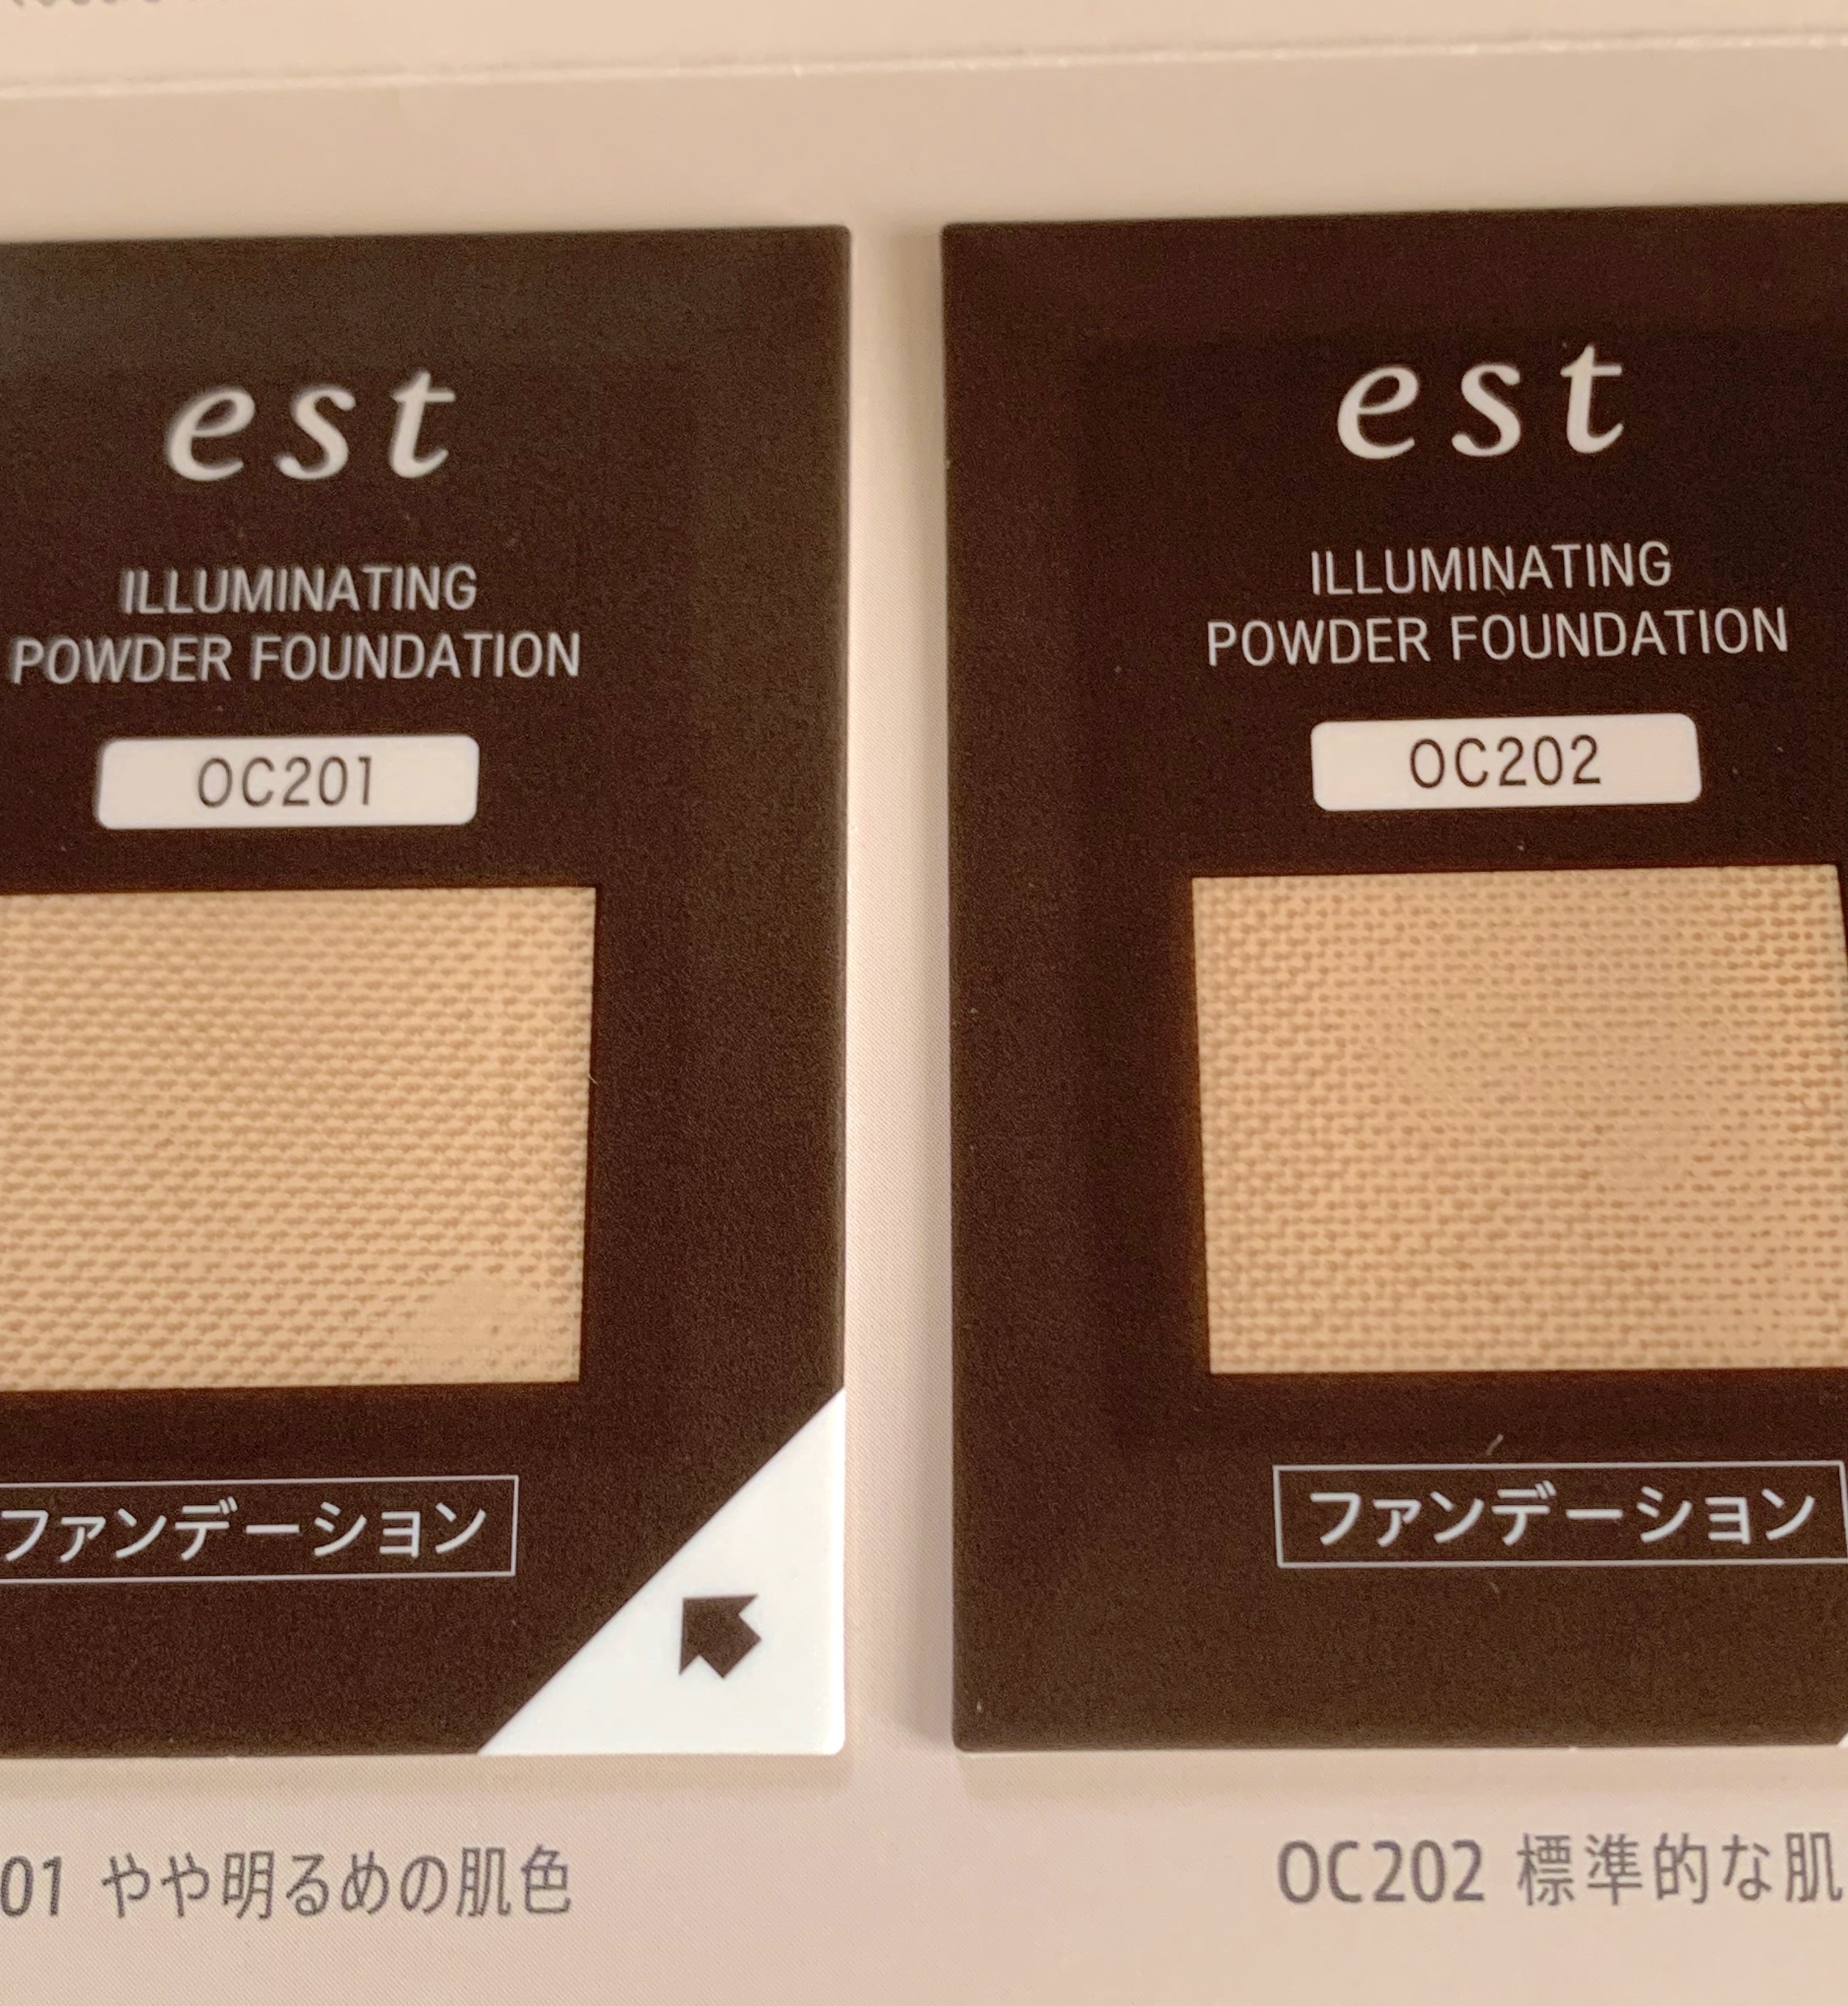 est
ILLUMINATING
POWDER FOUNDATION
OC201
ファンデーション
01 やや明るめの肌色
est
ILLUMINATING
POWDER FOUNDATION
OC202
ファンデーション
OC202 標準的な肌